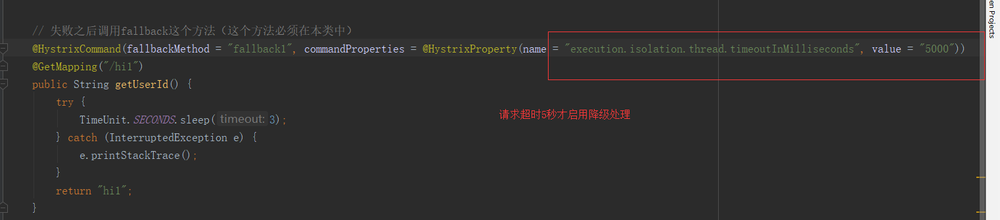 en Projects
// 失败之后调用fallback这个方法（这个方法必须在本类中）
@HystrixCommand(fallbackMethod = "fallback1", commandProperties = @HystrixProperty(name = "execution.isolation.thread.timeoutInMilliseconds", value = "5000"))
@GetMapping("/hi1")
public String getUserId() {
try {
TimeUnit.SECONDS.sleep( timeout: 3);
请求超时5秒才启用降级处理
} catch (InterruptedException e) {
e.printStackTrace();
}
return "hi1";
}